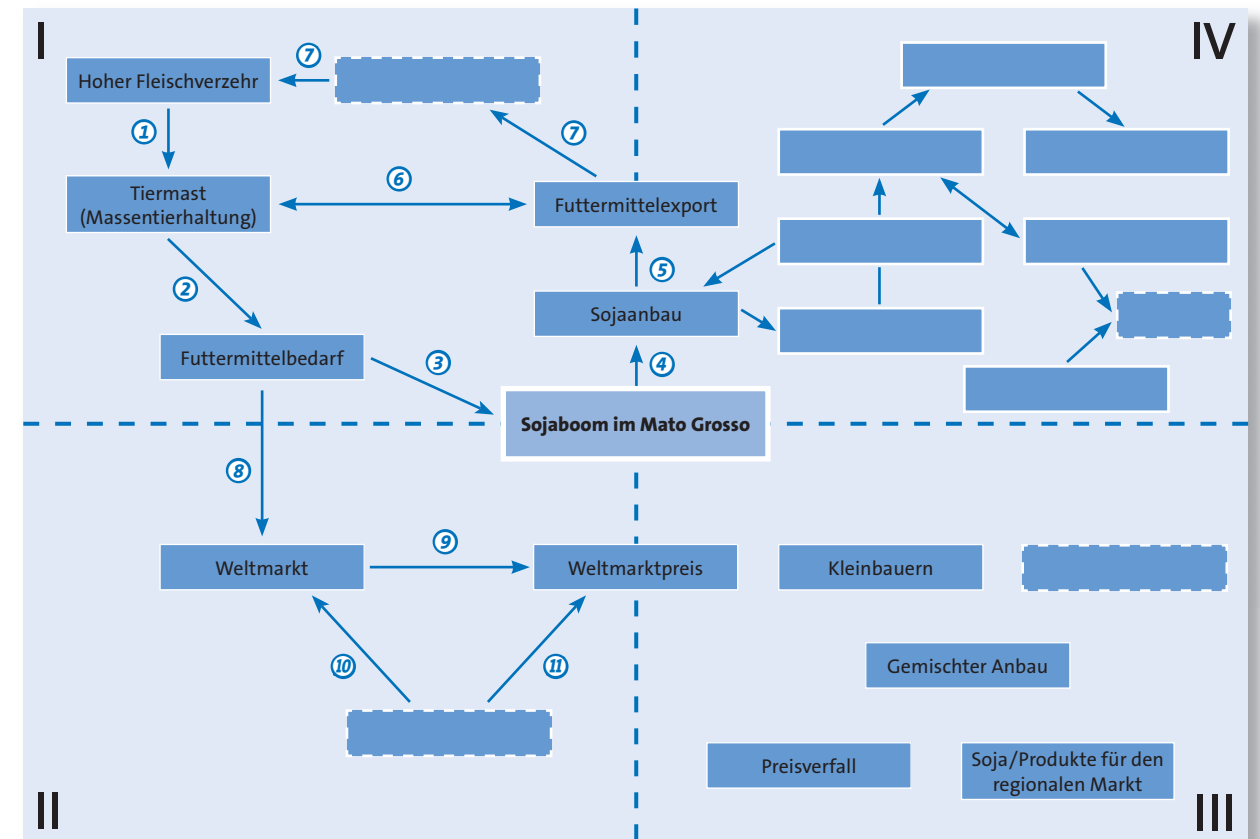 I
IV
Hoher Fleischverzehr
7
1
7
Tiermast
(Massentierhaltung)
6
Futtermittelexport
2
5
Sojaanbau
Futtermittelbedarf
3
4
Sojaboom im Mato Grosso
8
Weltmarkt
9
Weltmarktpreis
Kleinbauern
10
11
Gemischter Anbau
Preisverfall
Soja/Produkte für den
regionalen Markt
II
III